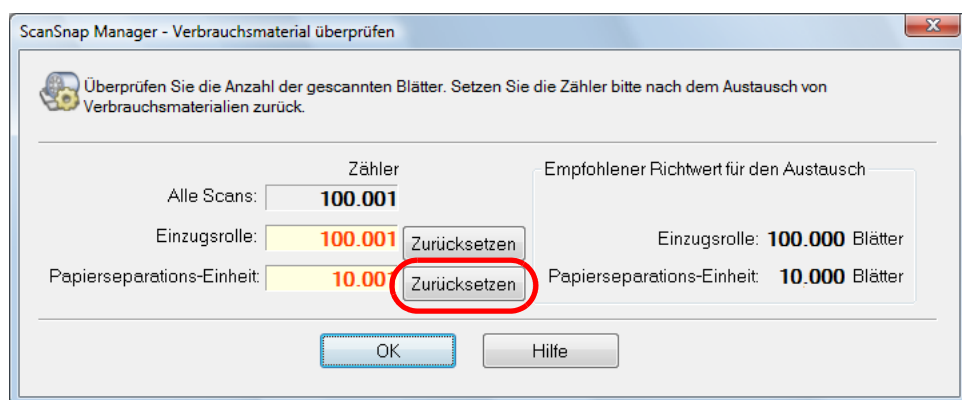 ScanSnap Manager - Verbrauchsmaterial überprüfen
Überprüfen Sie die Anzahl der gescannten Blätter. Setzen Sie die Zähler bitte nach dem Austausch von
Verbrauchsmaterialien zurück.
Zähler
Empfohlener Richtwert für den Austausch
Alle Scans: 100.001
Einzugsrolle: 100.001 Zurücksetzen Einzugsrolle: 100.000 Blätter
Papierseparations-Einheit: 10.001 Zurücksetzen Papierseparations-Einheit: 10.000 Blätter
OK Hilfe